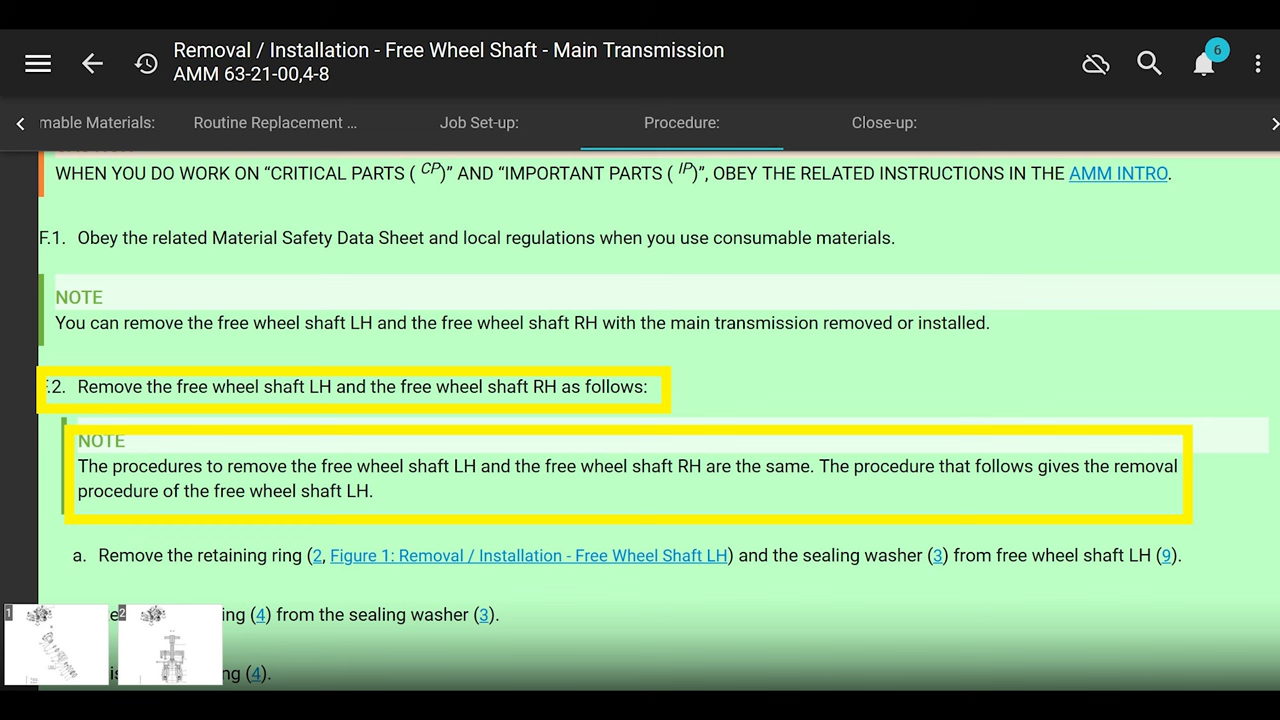 Removal / Installation - Free Wheel Shaft - Main Transmission
AMM 63-21-00,4-8
6
mable Materials: Routine Replacement … Job Set-up: Procedure: Close-up:
WHEN YOU DO WORK ON “CRITICAL PARTS ( CP)” AND “IMPORTANT PARTS ( IP)”, OBEY THE RELATED INSTRUCTIONS IN THE AMM INTRO.
F.1. Obey the related Material Safety Data Sheet and local regulations when you use consumable materials.
NOTE
You can remove the free wheel shaft LH and the free wheel shaft RH with the main transmission removed or installed.
.2. Remove the free wheel shaft LH and the free wheel shaft RH as follows:
NOTE
The procedures to remove the free wheel shaft LH and the free wheel shaft RH are the same. The procedure that follows gives the removal
procedure of the free wheel shaft LH.
a. Remove the retaining ring (2, Figure 1: Removal / Installation - Free Wheel Shaft LH) and the sealing washer (3) from free wheel shaft LH (9).
1 2 ing (4) from the sealing washer (3).
ng (4).